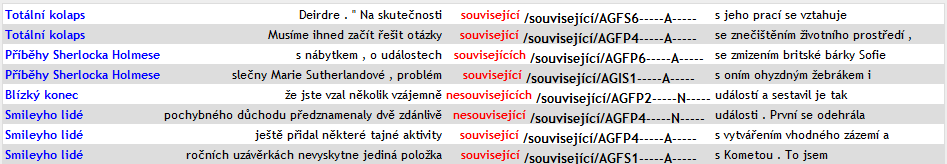 Totální kolaps Deirdre . " Na skutečnosti související /související/AGFS6-----A----- s jeho prací se vztahuje
Totální kolaps Musíme ihned začít řešit otázky související /související/AGFP4-----A----- se znečištěním životního prostředí ,
Příběhy Sherlocka Holmese s nábytkem , o událostech souvisejících /související/AGFP6-----A----- se zmizením britské bárky Sofie
Příběhy Sherlocka Holmese slečny Marie Sutherlandové , problém související /související/AGIS1-----A----- s oním ohyzdným žebrákem i
Blízký konec že jste vzal několik vzájemně nesouvisejících /související/AGFP2-----N----- událostí a sestavil je tak
Smileyho lidé pochybného důchodu předznamenaly dvě zdánlivě nesouvisející /související/AGFP4-----N----- události . První se odehrála
Smileyho lidé ještě přidal některé tajné aktivity související /související/AGFP4-----A----- s vytvářením vhodného zázemí a
Smileyho lidé ročních uzávěrkách nevyskytne jediná položka související /související/AGFS1-----A----- s Kometou . To jsem